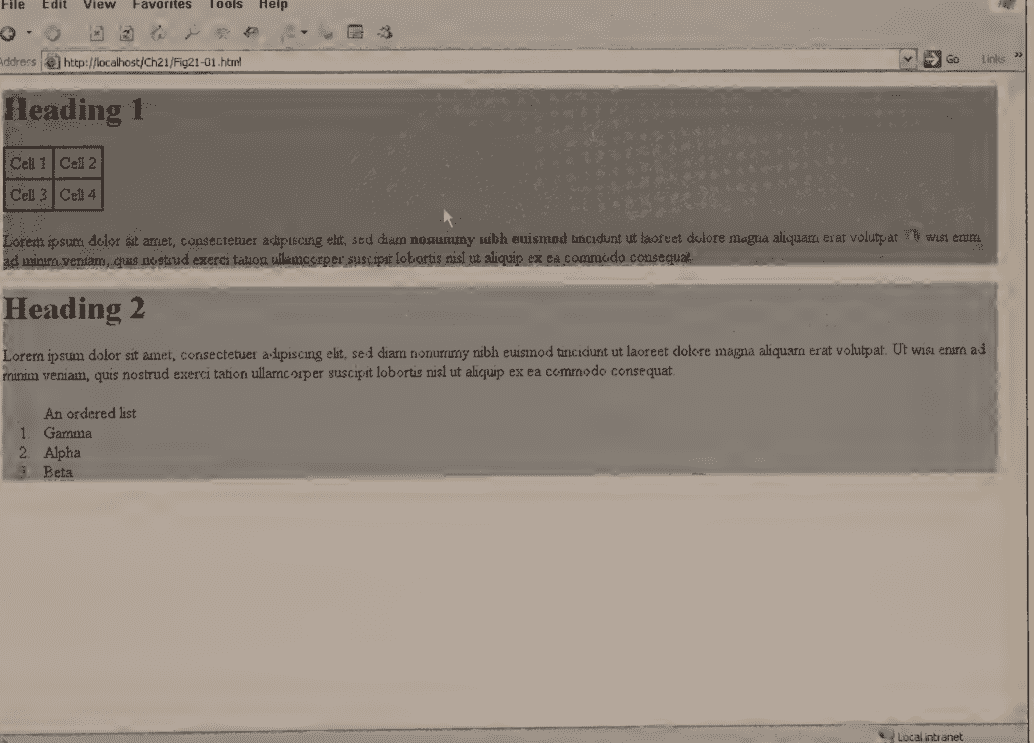 File Edit View Favorites Tools Help
Address http://localhost/Ch21/Fig21-01.html Go Links »
Heading 1
Cell 1 Cell 2
Cell 3 Cell 4
Lorem ipsum dolor sit amet, consectetuer adipiscing elit, sed diam nonummy nibh euismod tincidunt ut laoreet dolore magna aliquam erat volutpat wisi enim
ad minim veniam, quis nostrud exerci tation ullamcorper suscipit lobortis nisl ut aliquip ex ea commodo consequat.
Heading 2
Lorem ipsum dolor sit amet, consectetuer adipiscing elit, sed diam nonummy nibh euismod tincidunt ut laoreet dolore magna aliquam erat volutpat. Ut wisi enim ad
minim veniam, quis nostrud exerci tation ullamcorper suscipit lobortis nisl ut aliquip ex ea commodo consequat.
An ordered list
1. Gamma
2. Alpha
3. Beta
Local intranet